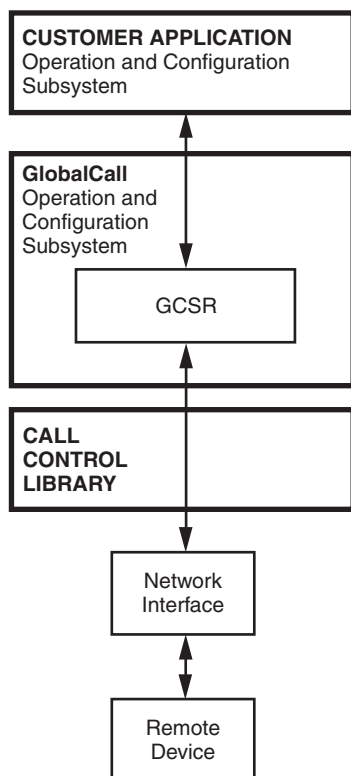 CUSTOMER APPLICATION
Operation and Configuration
Subsystem
GlobalCall
Operation and
Configuration
Subsystem
GCSR
CALL
CONTROL
LIBRARY
Network
Interface
Remote
Device